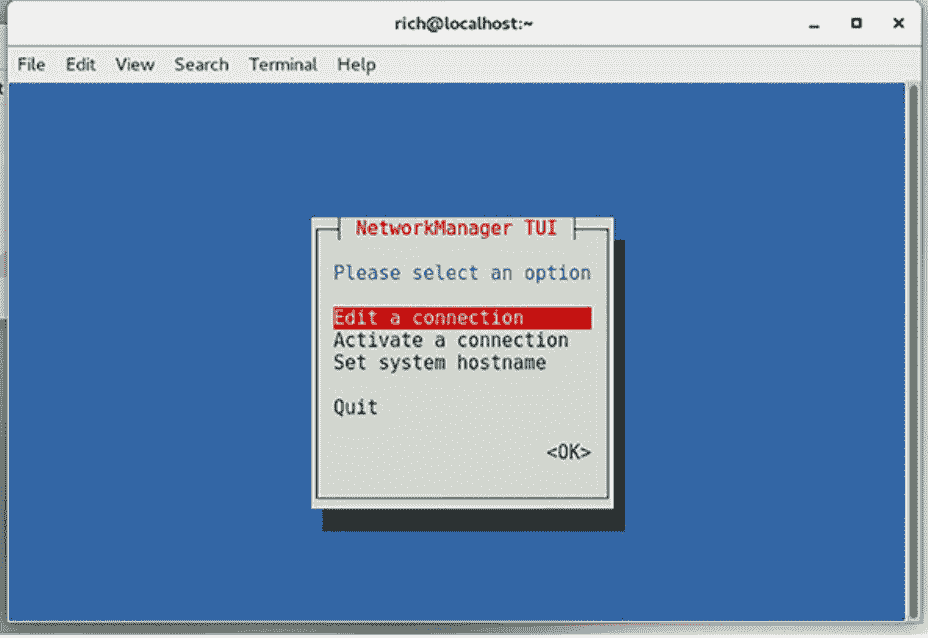 rich@localhost:~
File Edit View Search Terminal Help
NetworkManager TUI
Please select an option
Edit a connection
Activate a connection
Set system hostname
Quit
<OK>